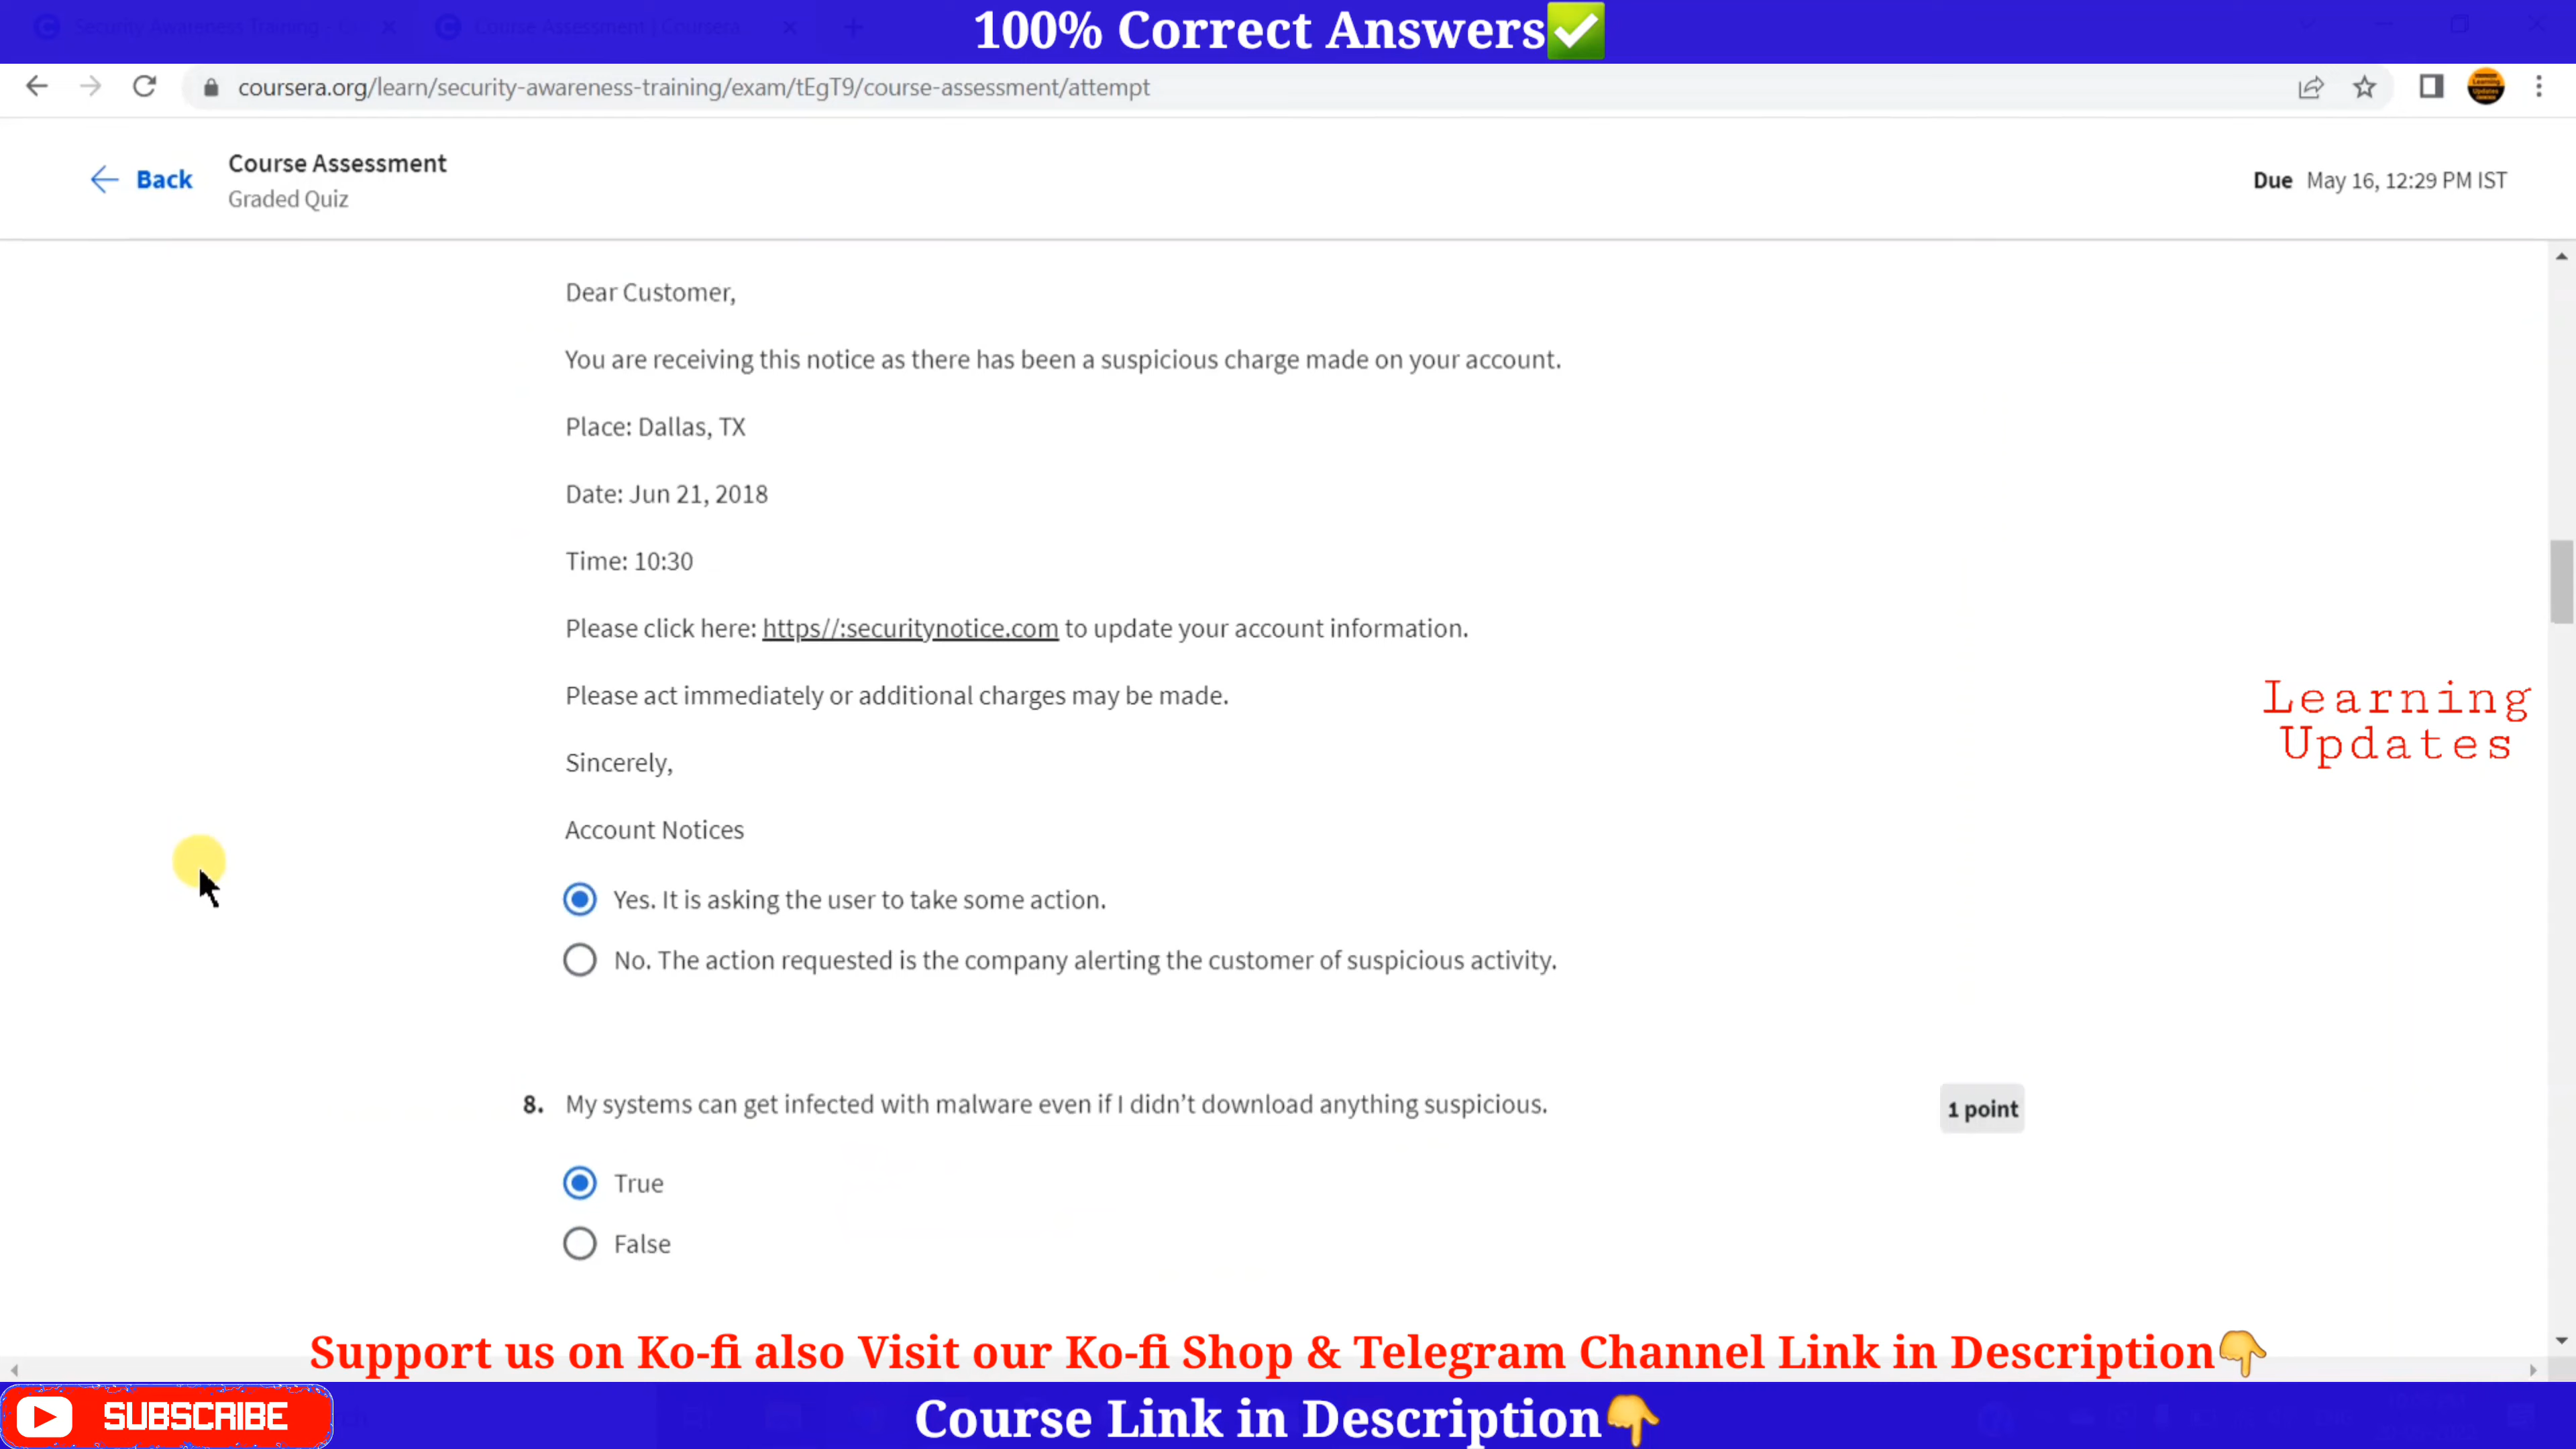 100% Correct Answers✅
Security Awareness Training
Course Assessment | Coursera
coursera.org/learn/security-awareness-training/exam/tEgT9/course-assessment/attempt
Back
Course Assessment
Graded Quiz
Due May 16, 12:29 PM IST
Dear Customer,
You are receiving this notice as there has been a suspicious charge made on your account.
Place: Dallas, TX
Date: Jun 21, 2018
Time: 10:30
Please click here: https//:securitynotice.com to update your account information.
Please act immediately or additional charges may be made.
Sincerely,
Account Notices
Learning
Updates
Yes. It is asking the user to take some action.
No. The action requested is the company alerting the customer of suspicious activity.
8. My systems can get infected with malware even if I didn’t download anything suspicious.
1 point
True
False
Support us on Ko-fi also Visit our Ko-fi Shop & Telegram Channel Link in Description👇
SUBSCRIBE
Course Link in Description👇